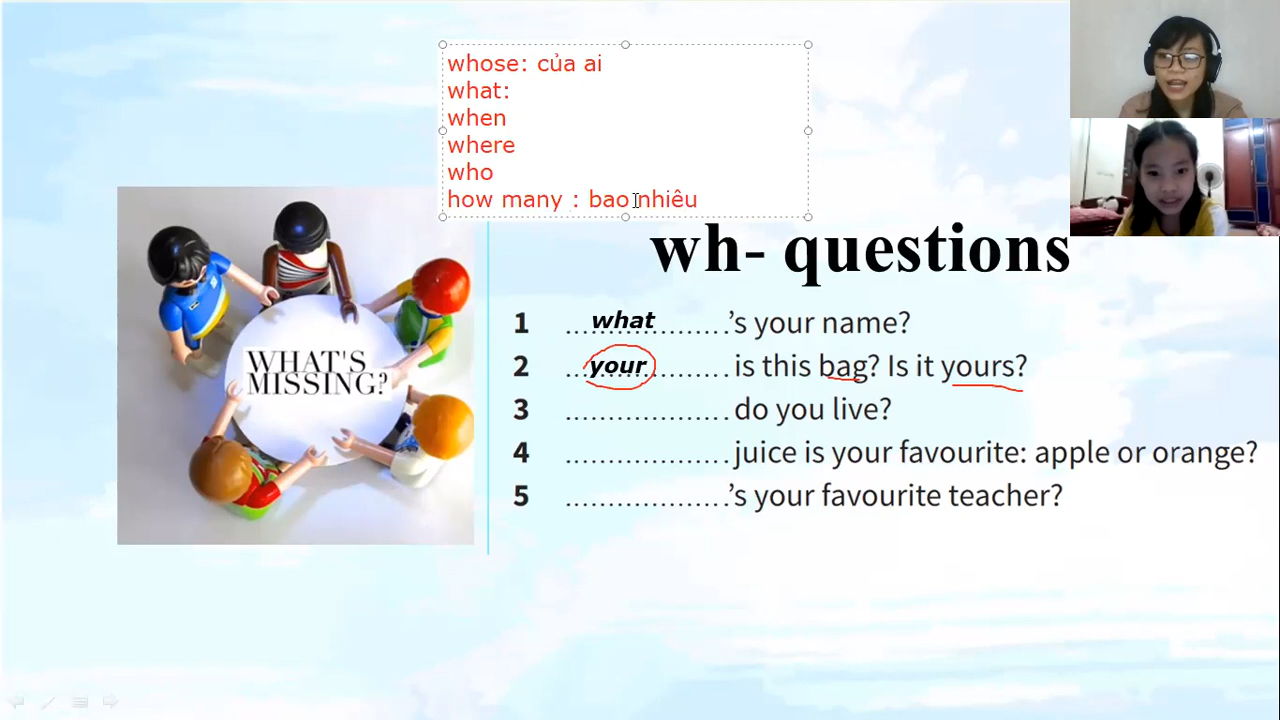 whose: của ai
what:
when
where
who
how many : bao nhiêu
wh- questions
WHAT'S
MISSING?
1 ....what.........’s your name?
2 ...your......... is this bag? Is it yours?
3 .................... do you live?
4 .................... juice is your favourite: apple or orange?
5 ....................’s your favourite teacher?